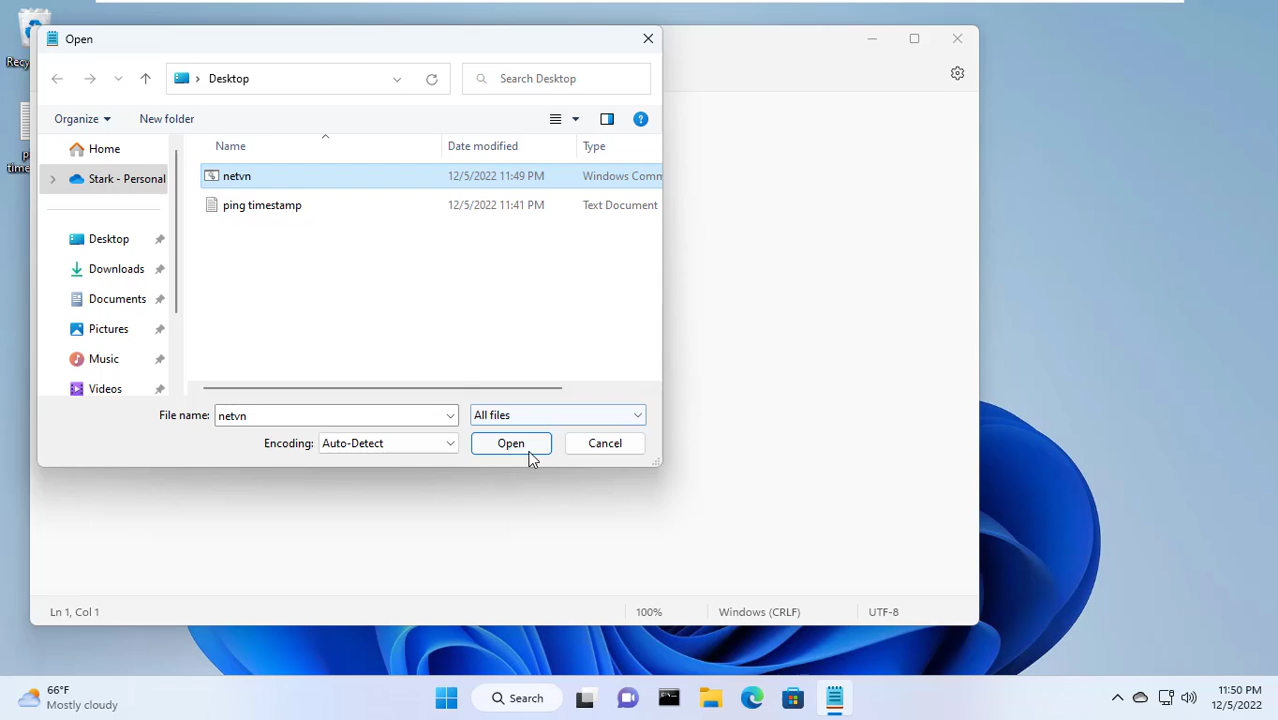 Open
Desktop
Search Desktop
Organize
New folder
Name
Date modified
Type
Home
netvn
12/5/2022 11:49 PM
Windows Comm
Stark - Personal
ping timestamp
12/5/2022 11:41 PM
Text Document
Desktop
Downloads
Documents
Pictures
Music
Videos
File name:
netvn
All files
Encoding:
Auto-Detect
Open
Cancel
Ln 1, Col 1
100%
Windows (CRLF)
UTF-8
66°F
Mostly cloudy
Search
11:50 PM
12/5/2022